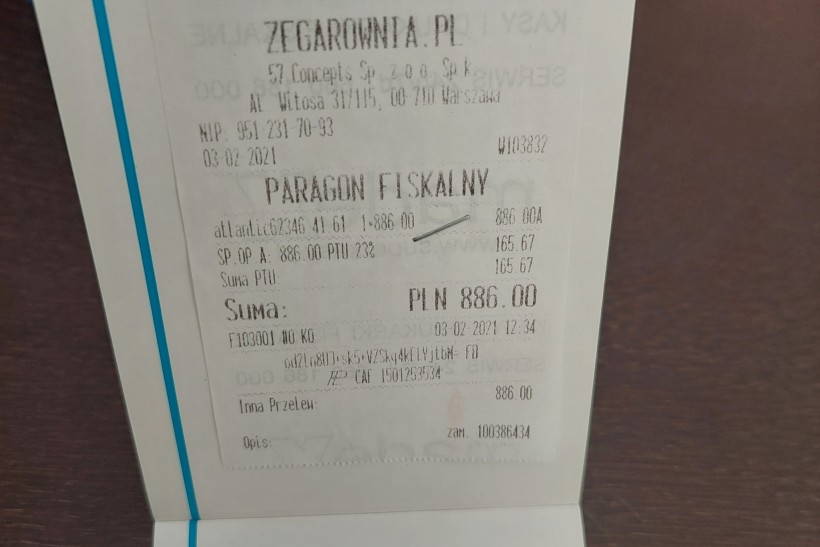 ZEGAROWNIA.PL
57 Concepts Sp. z o.o. Sp.k
Al. Witosa 31/115, 00-710 Warszawa
NIP: 951-231-70-93
03-02-2021 W103832
PARAGON FISKALNY
atlantic62346.41.61 1*886.00 886.00A
SP.OP.A: 886.00 PTU 23% 165.67
Suma PTU: 165.67
Suma: PLN 886.00
F103001 #0 KO 03-02-2021 12:34
CAF 1501253534
Inna Przelew: 886.00
Opis: zam. 100386434